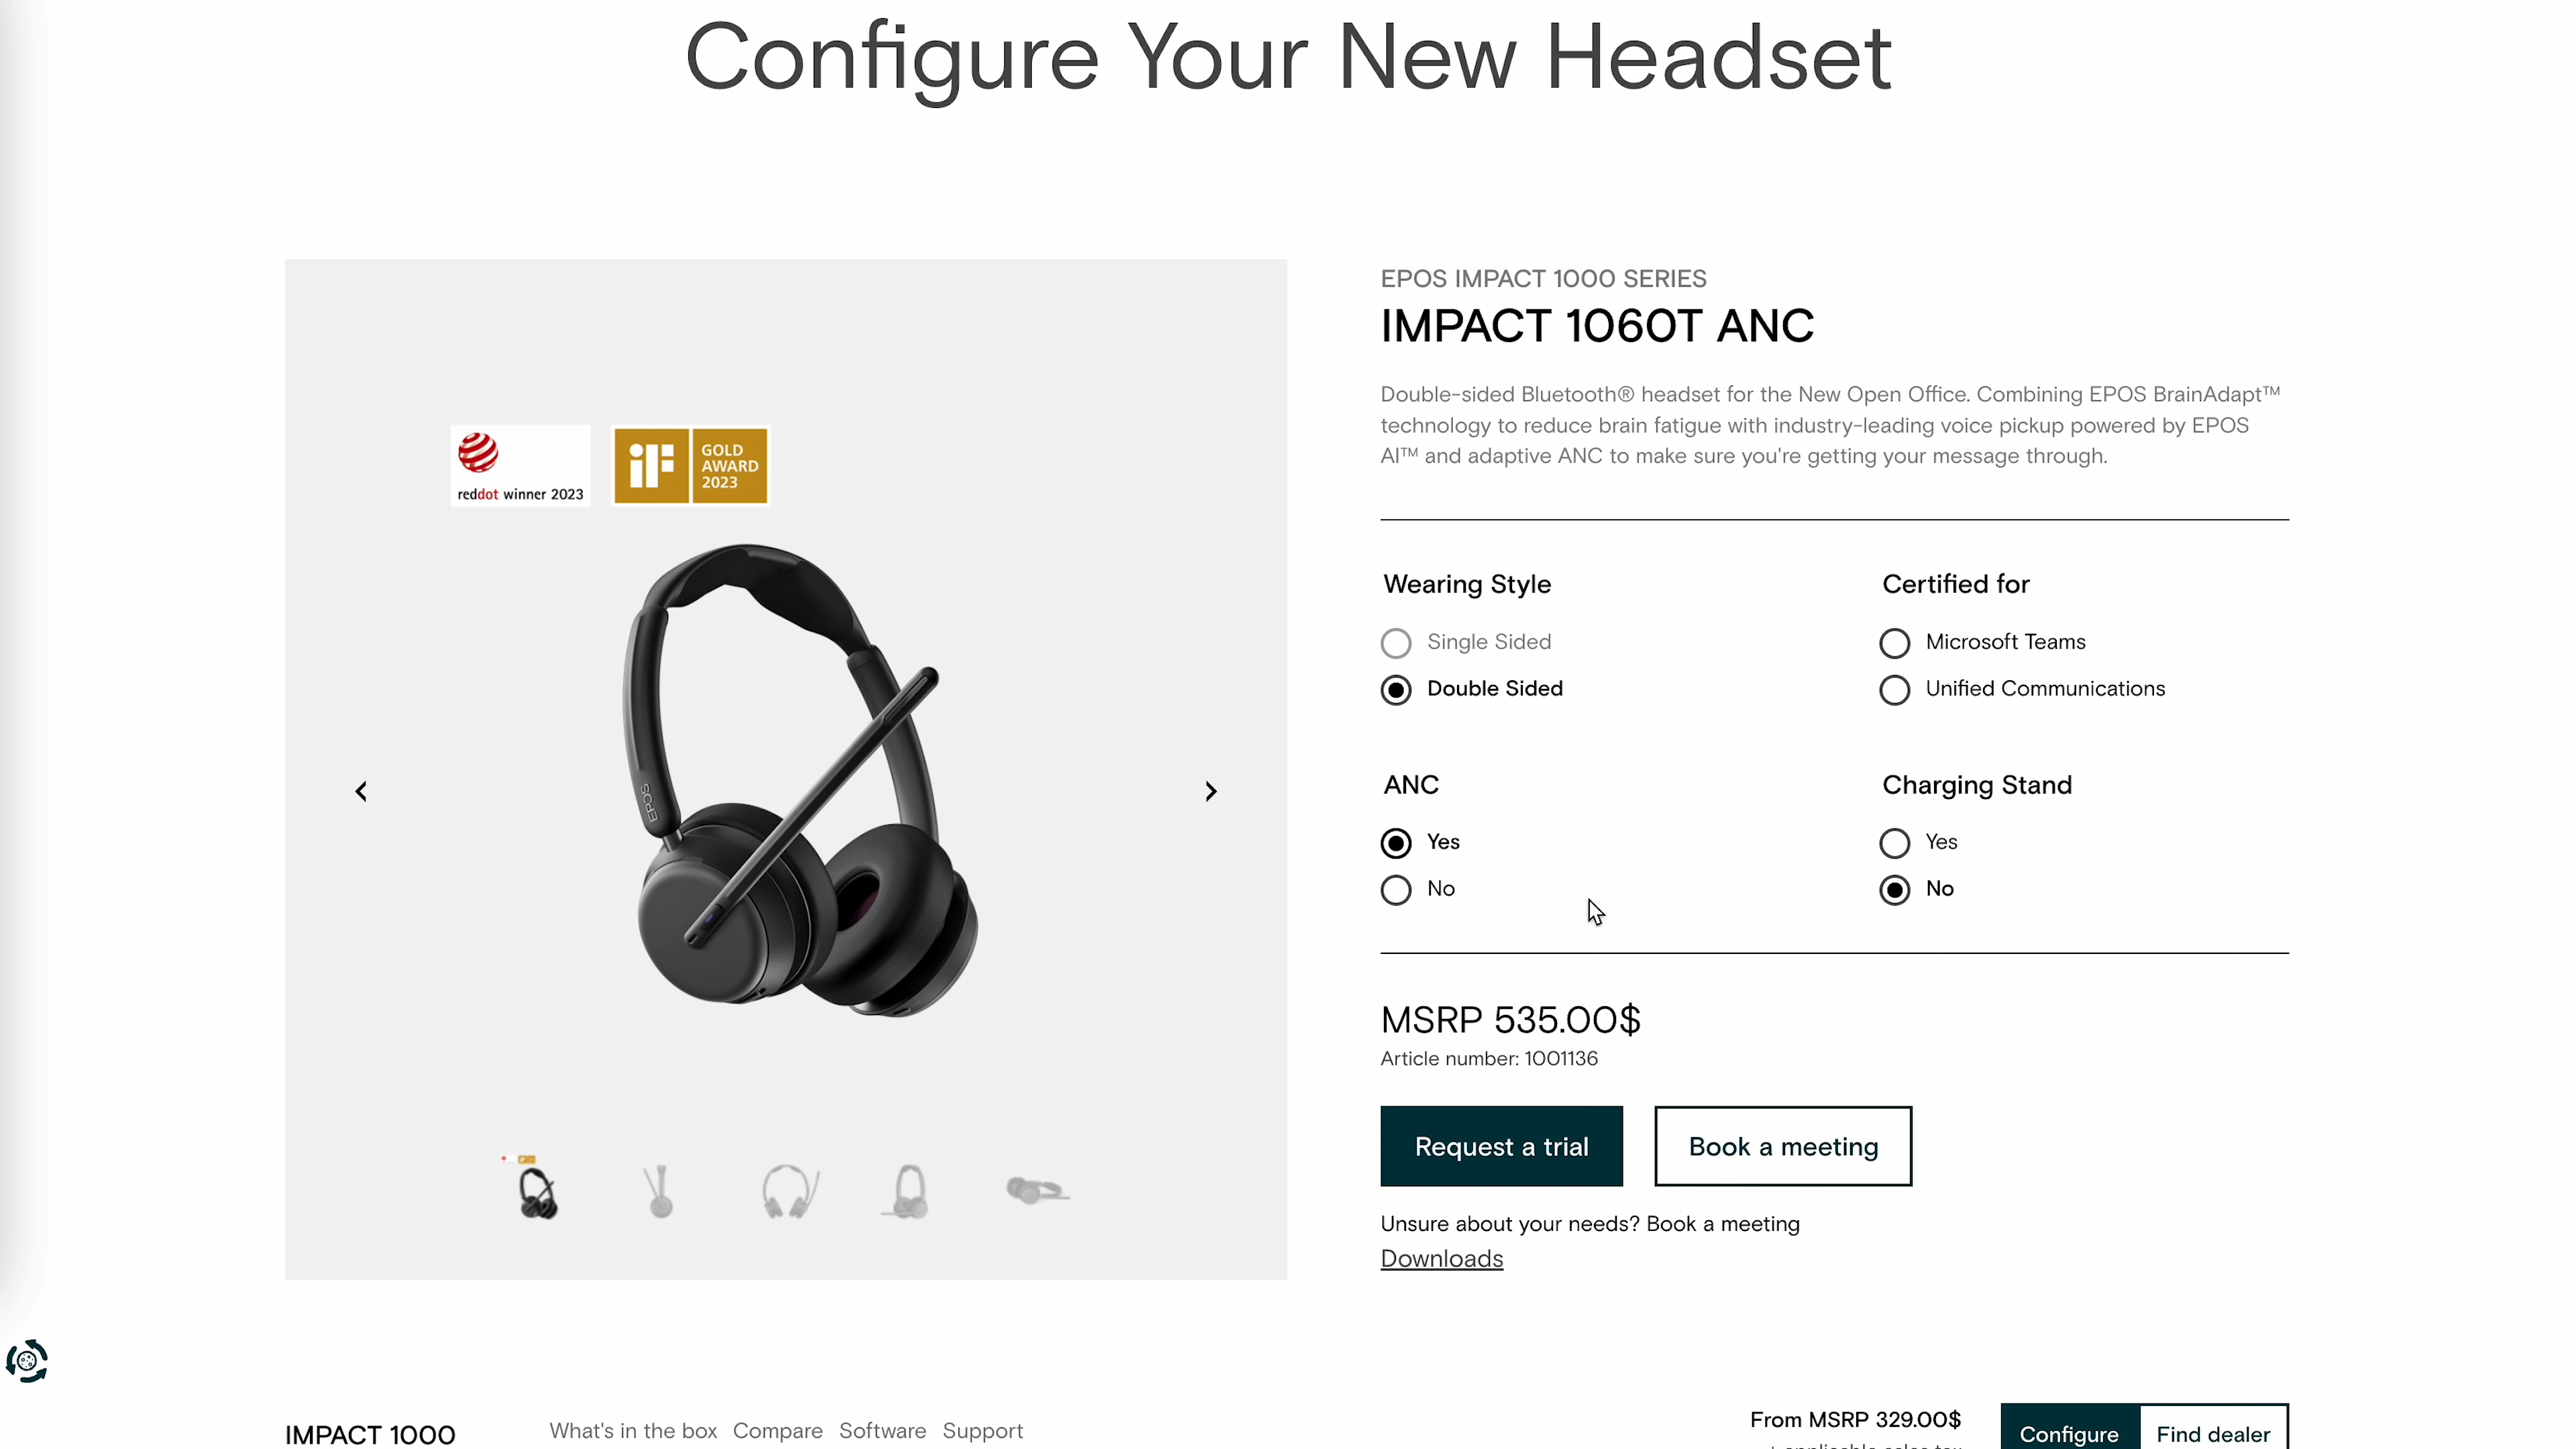 Configure Your New Headset
EPOS IMPACT 1000 SERIES
IMPACT 1060T ANC
Double-sided Bluetooth® headset for the New Open Office. Combining EPOS BrainAdapt™
technology to reduce brain fatigue with industry-leading voice pickup powered by EPOS
AI™ and adaptive ANC to make sure you're getting your message through.
reddot winner 2023
iF
GOLD
AWARD
2023
EPOS
Wearing Style
Single Sided
Double Sided
Certified for
Microsoft Teams
Unified Communications
ANC
Yes
No
Charging Stand
Yes
No
MSRP 535.00$
Article number: 1001136
Request a trial
Book a meeting
Unsure about your needs? Book a meeting
Downloads
IMPACT 1000
What's in the box Compare Software Support
From MSRP 329.00$
Configure
Find dealer